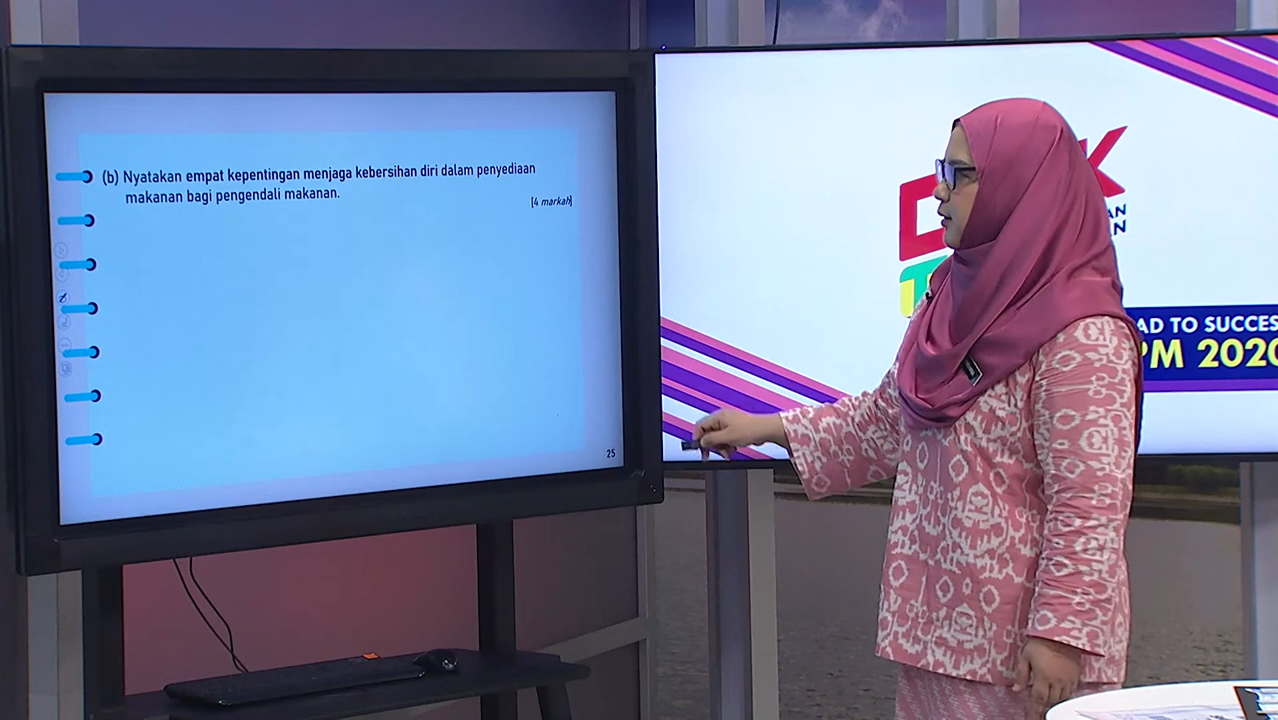 (b) Nyatakan empat kepentingan menjaga kebersihan diri dalam penyediaan
makanan bagi pengendali makanan.
[4 markah]
25
K
AN
N
AD TO SUCCES
PM 2020